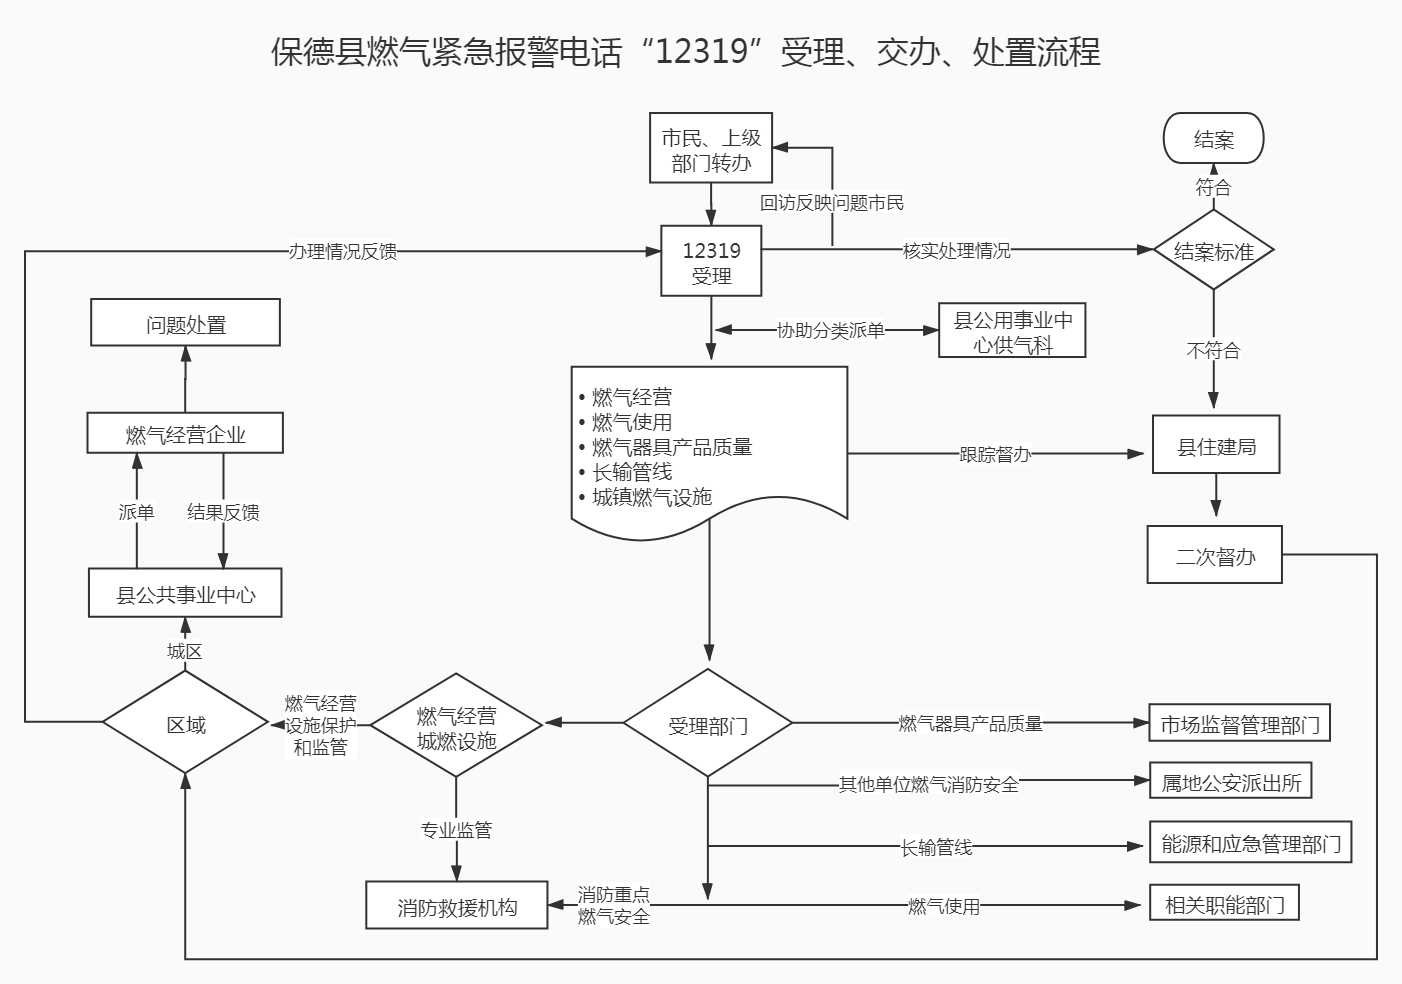 保德县燃气紧急报警电话“12319”受理、交办、处置流程
市民、上级
部门转办
结案
符合
回访反映问题市民
办理情况反馈
12319
受理
核实处理情况
结案标准
问题处置
协助分类派单
县公用事业中
心供气科
不符合
• 燃气经营
• 燃气使用
• 燃气器具产品质量
• 长输管线
• 城镇燃气设施
燃气经营企业
跟踪督办
县住建局
派单
结果反馈
二次督办
县公共事业中心
城区
区域
燃气经营
设施保护
和监管
燃气经营
城燃设施
受理部门
燃气器具产品质量
市场监督管理部门
其他单位燃气消防安全
属地公安派出所
专业监管
长输管线
能源和应急管理部门
消防救援机构
消防重点
燃气安全
燃气使用
相关职能部门